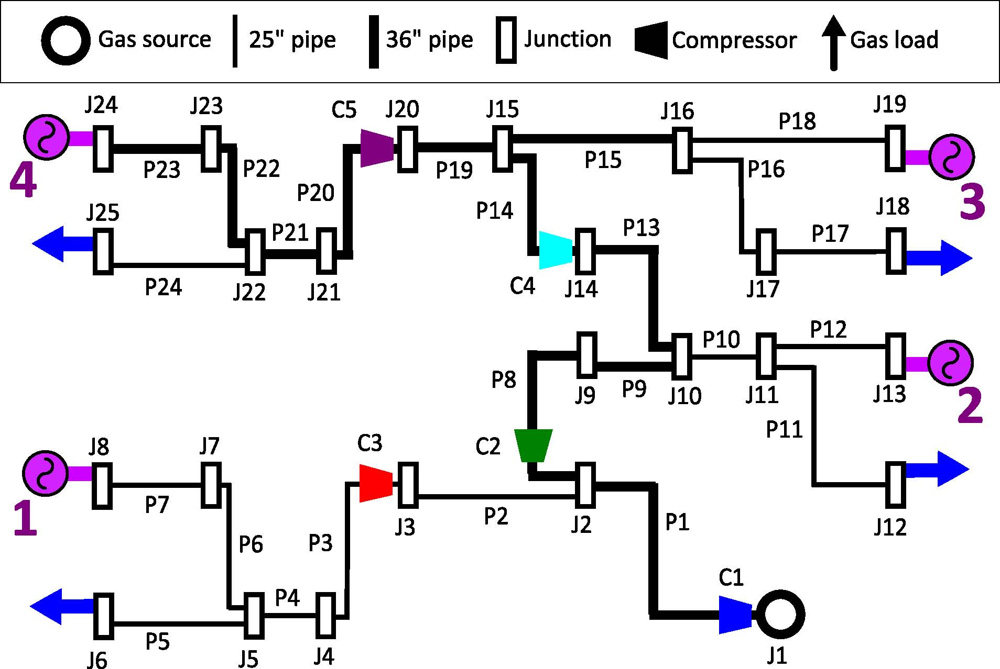 Gas source
25" pipe
36" pipe
Junction
Compressor
Gas load
J24
J23
C5
J20
J15
J16
P18
J19
4
P23
P22
P19
P15
P16
3
J25
P21
P20
P14
P13
P17
J18
P24
J22
J21
C4
J14
J17
P8
J9
P9
P10
J10
J11
P12
J13
2
P11
J12
J8
J7
C3
C2
1
P7
P6
P3
J3
P2
J2
P1
P4
C1
J6
P5
J5
J4
J1